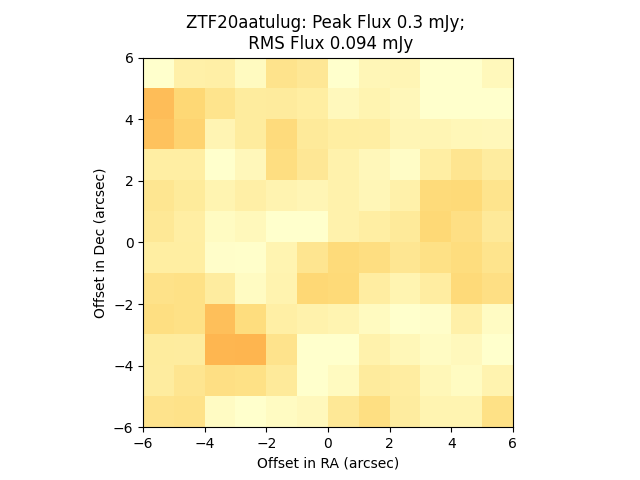 ZTF20aatulug: Peak Flux 0.3 mJy;
RMS Flux 0.094 mJy
6
4
2
0
−2
−4
−6
Offset in Dec (arcsec)
−6 −4 −2 0 2 4 6
Offset in RA (arcsec)